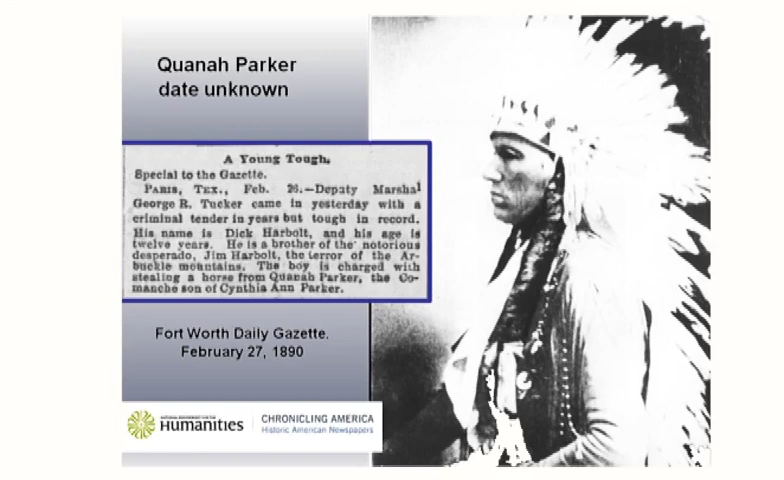 Quanah Parker
date unknown
A Young Tough.
Special to the Gazette.
PARIS, TEX., Feb. 26.—Deputy Marshal
George R. Tucker came in yesterday with a
criminal tender in years but tough in record.
His name is Dick Harbolt, and his age is
twelve years. He is a brother of the notorious
desperado, Jim Harbolt, the terror of the Ar-
buckle mountains. The boy is charged with
stealing a horse from Quanah Parker, the Co-
manche son of Cynthia Ann Parker.
Fort Worth Daily Gazette.
February 27, 1890
NATIONAL ENDOWMENT FOR THE
Humanities
CHRONICLING AMERICA
Historic American Newspapers